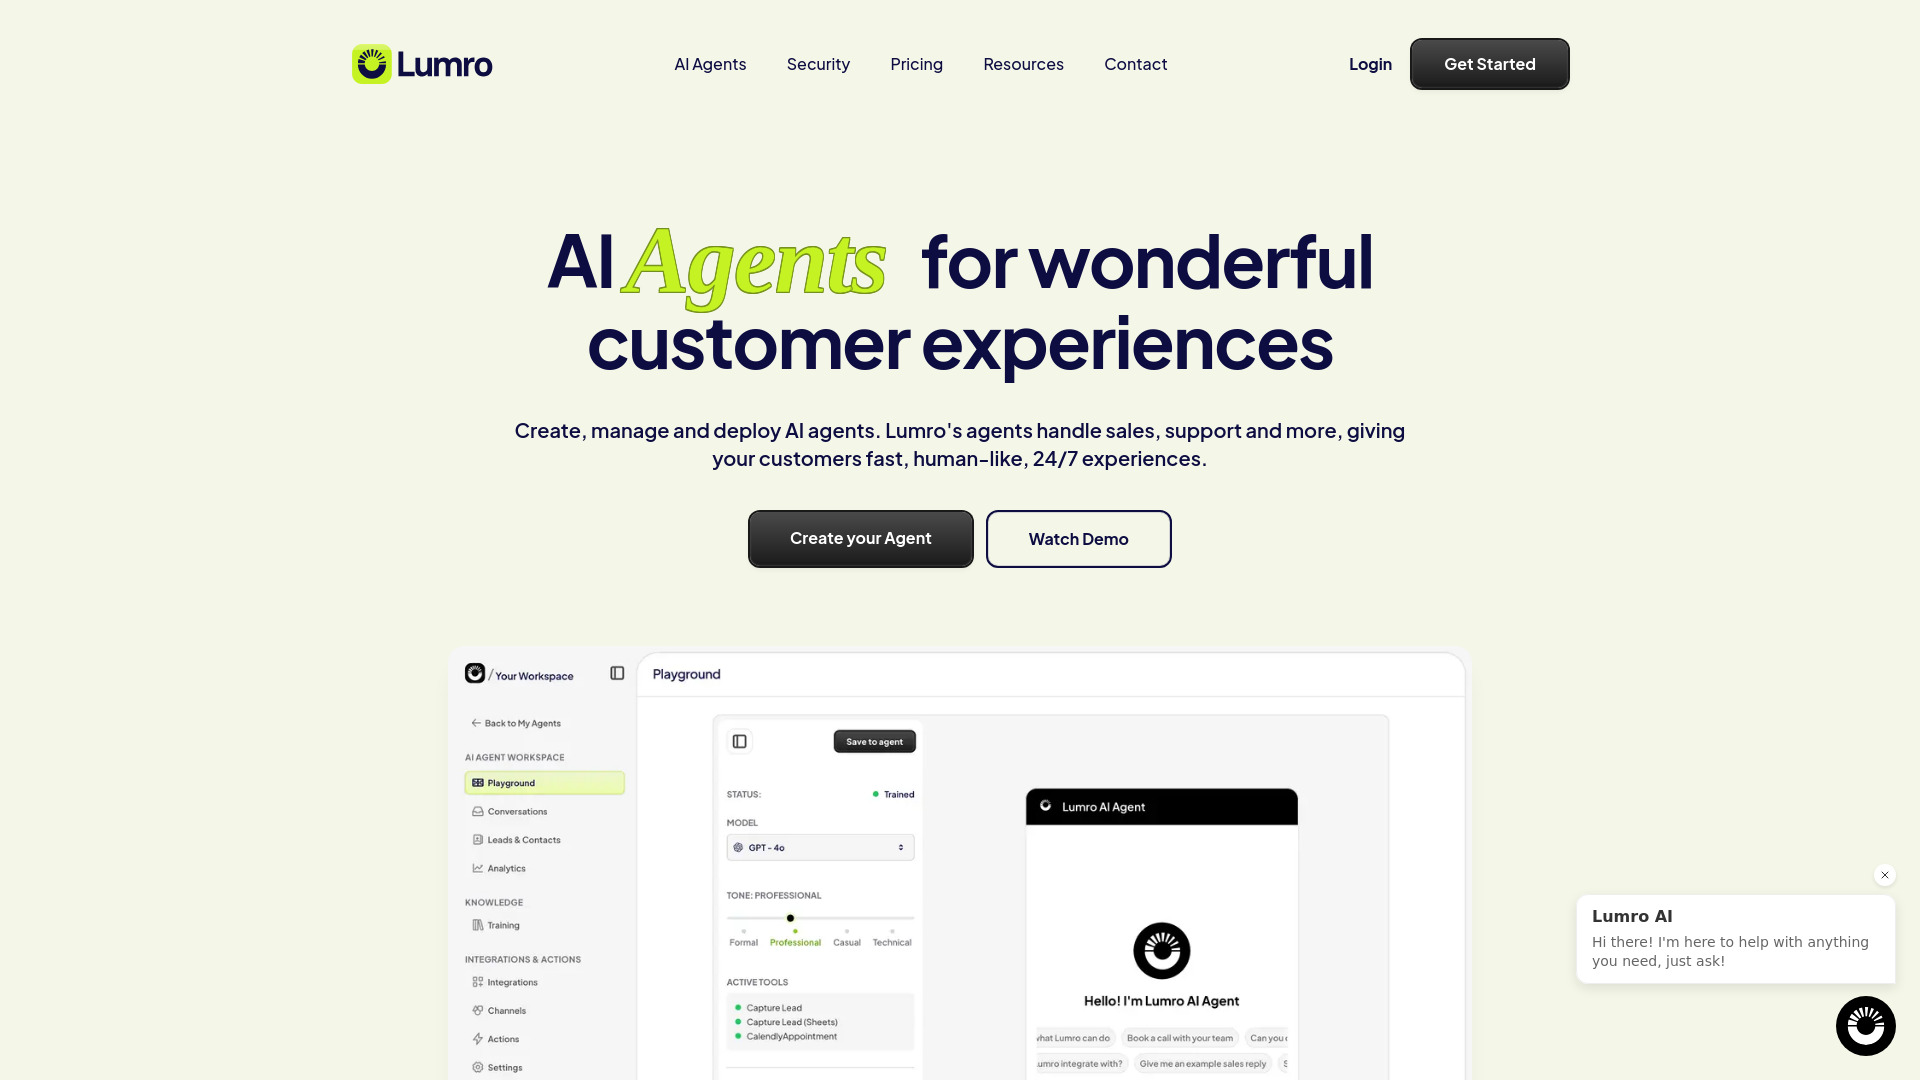 Lumro
AI Agents
Security
Pricing
Resources
Contact
Login
Get Started
AI Agents for wonderful
customer experiences
Create, manage and deploy AI agents. Lumro's agents handle sales, support and more, giving
your customers fast, human-like, 24/7 experiences.
Create your Agent
Watch Demo
/ Your Workspace
Back to My Agents
AI AGENT WORKSPACE
Playground
Conversations
Leads & Contacts
Analytics
KNOWLEDGE
Training
INTEGRATIONS & ACTIONS
Integrations
Channels
Actions
Settings
Playground
Save to agent
STATUS:
Trained
MODEL
GPT - 4o
TONE: PROFESSIONAL
Formal
Professional
Casual
Technical
ACTIVE TOOLS
Capture Lead
Capture Lead (Sheets)
CalendlyAppointment
Lumro AI Agent
Hello! I'm Lumro AI Agent
Lumro can do
Book a call with your team
Can you
integrate with?
Give me an example sales reply
Lumro AI
Hi there! I'm here to help with anything
you need, just ask!